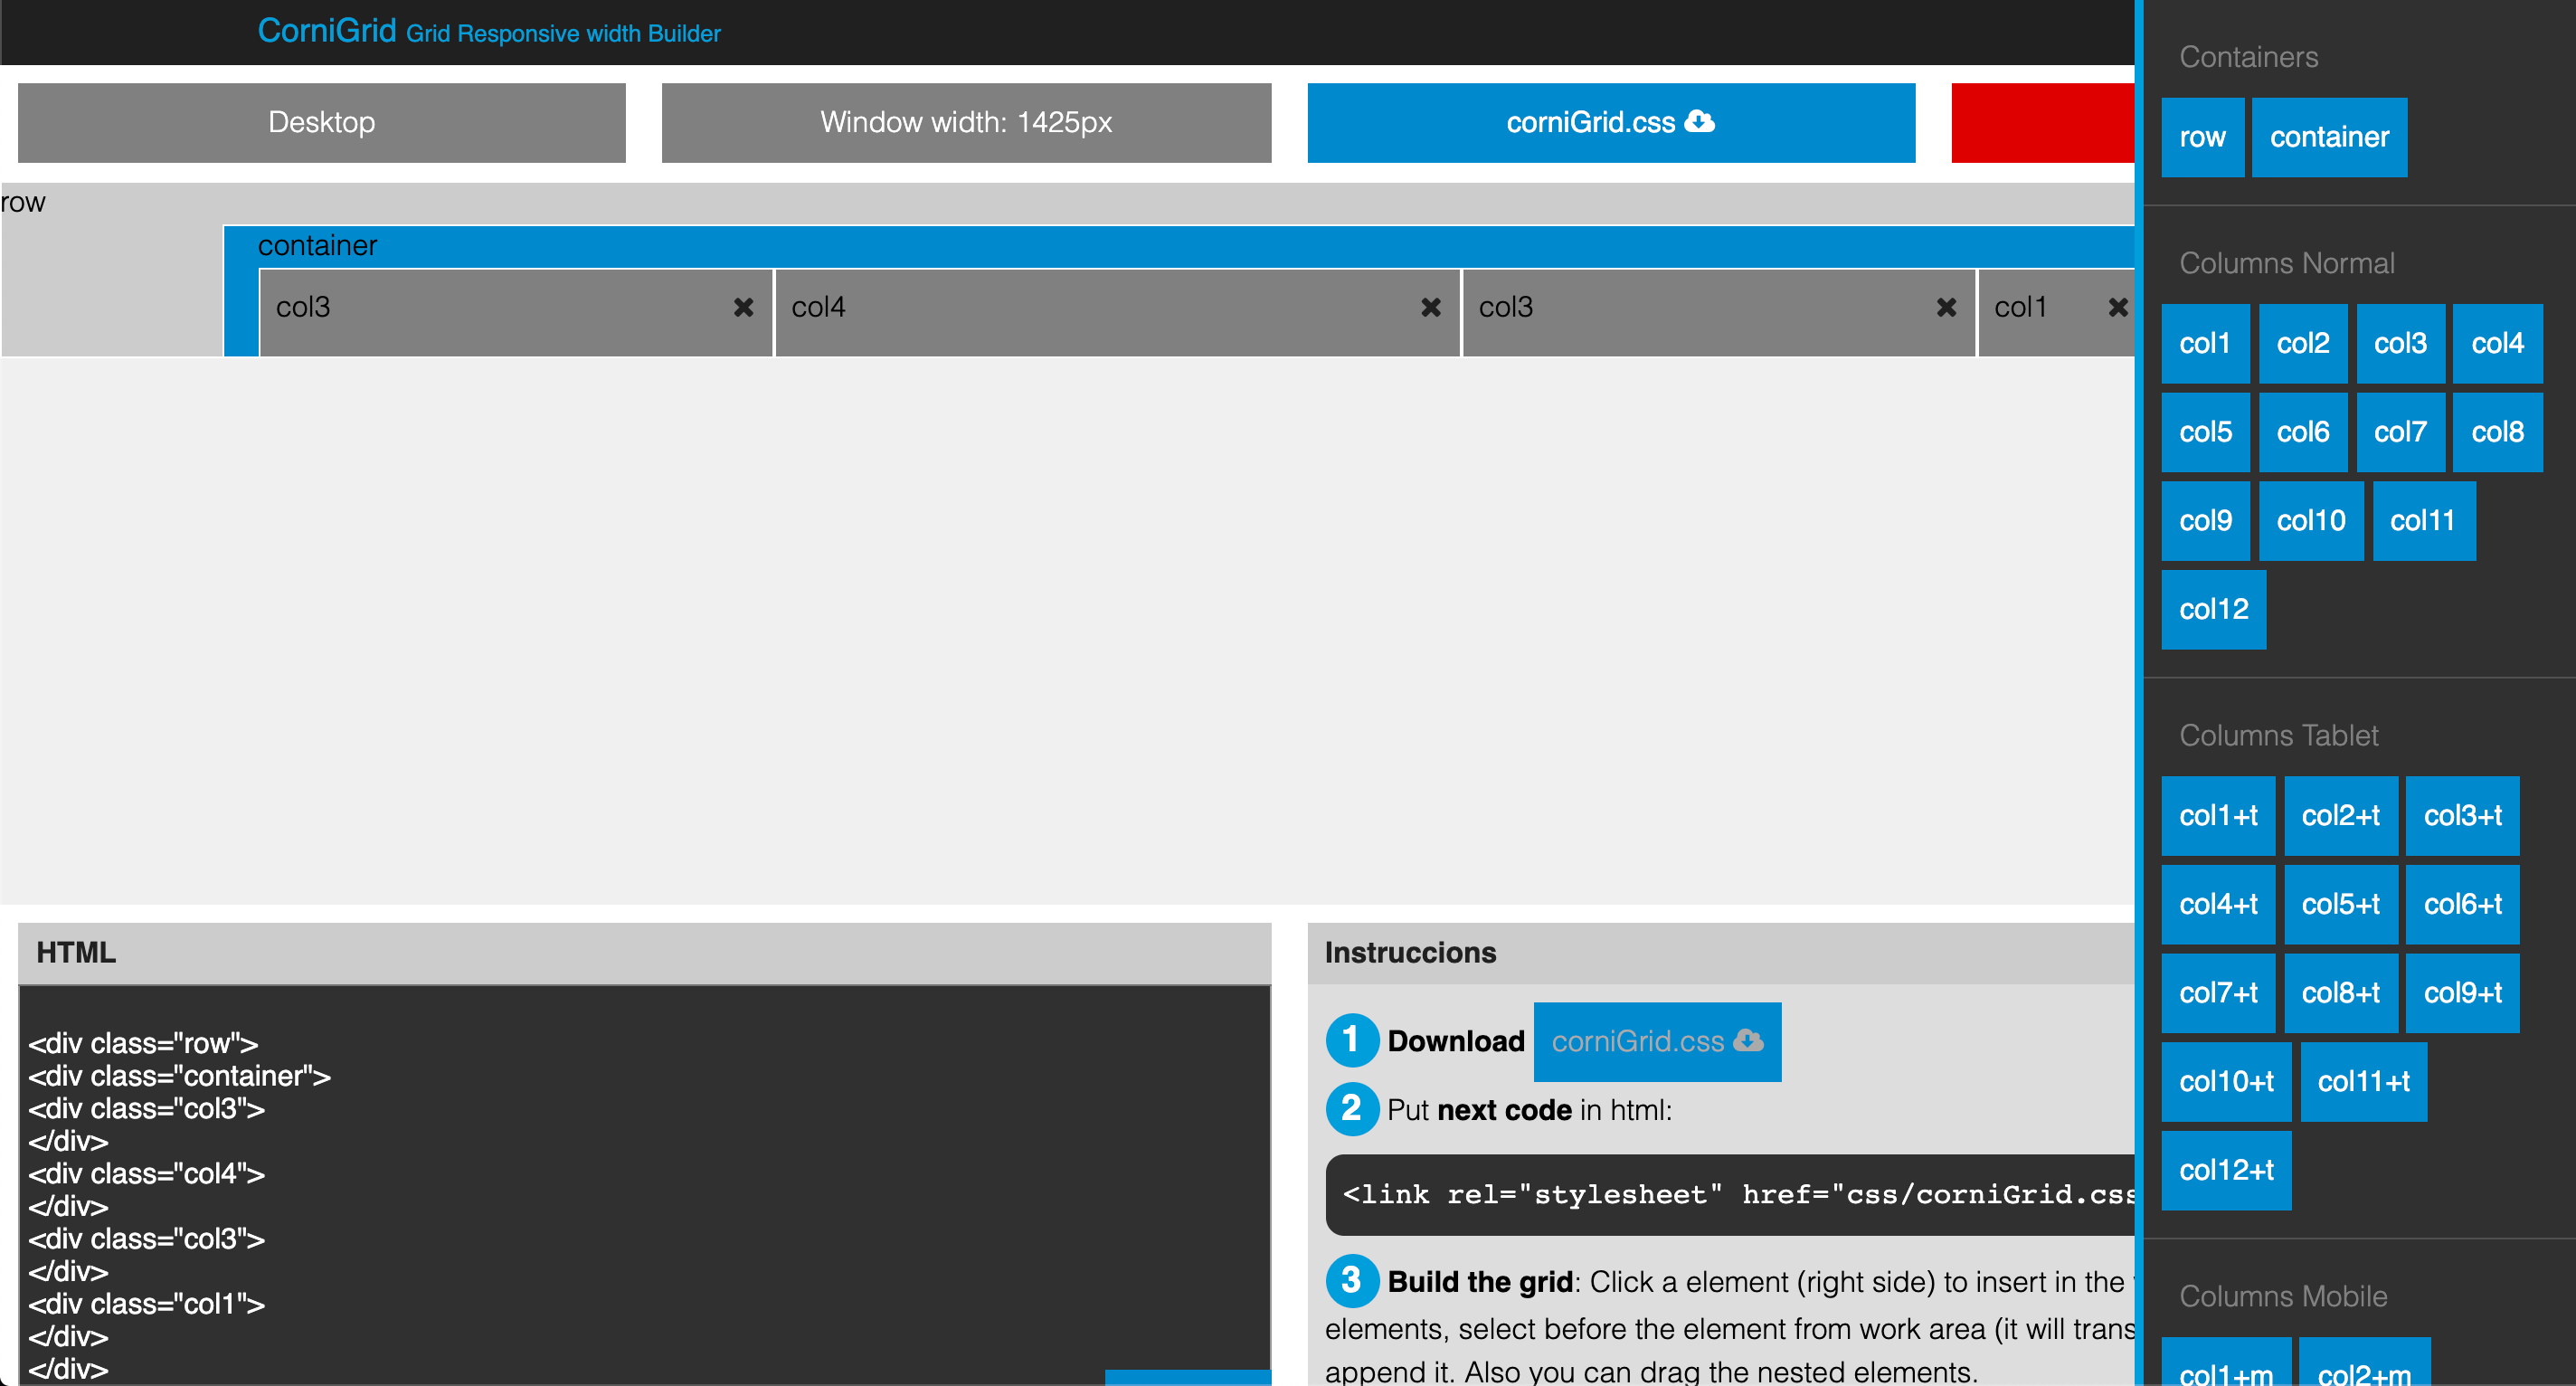 CorniGrid Grid Responsive width Builder
Desktop
Window width: 1425px
corniGrid.css
row
container
col3
col4
col3
col1
HTML
<div class="row">
<div class="container">
<div class="col3">
</div>
<div class="col4">
</div>
<div class="col3">
</div>
<div class="col1">
</div>
</div>
Instruccions
1 Download corniGrid.css
2 Put next code in html:
<link rel="stylesheet" href="css/corniGrid.css
3 Build the grid: Click a element (right side) to insert in the
elements, select before the element from work area (it will trans
append it. Also you can drag the nested elements.
Containers
row container
Columns Normal
col1 col2 col3 col4
col5 col6 col7 col8
col9 col10 col11
col12
Columns Tablet
col1+t col2+t col3+t
col4+t col5+t col6+t
col7+t col8+t col9+t
col10+t col11+t
col12+t
Columns Mobile
col1+m col2+m